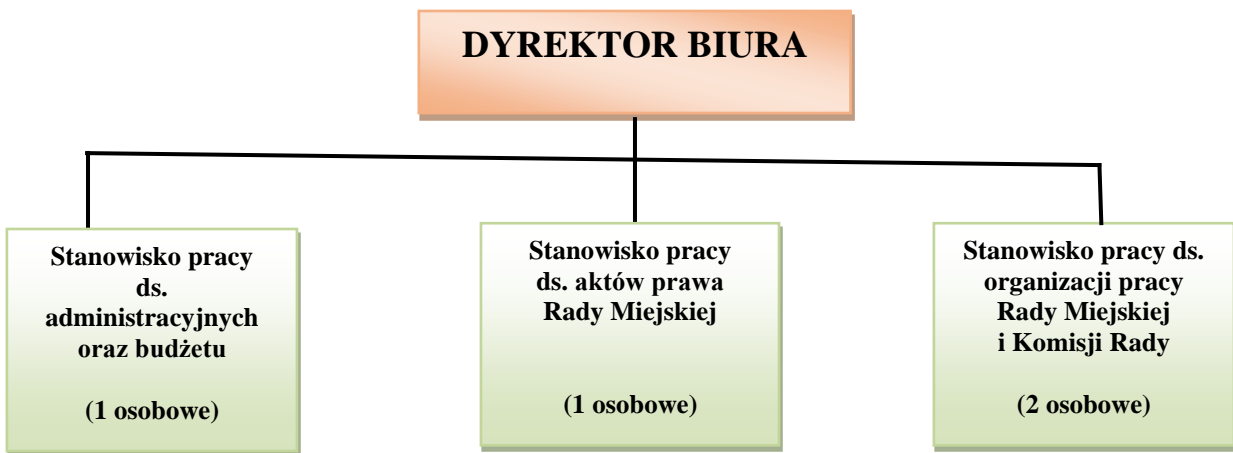 DYREKTOR BIURA
Stanowisko pracy
ds.
administracyjnych
oraz budżetu
(1 osobowe)
Stanowisko pracy
ds. aktów prawa
Rady Miejskiej
(1 osobowe)
Stanowisko pracy ds.
organizacji pracy
Rady Miejskiej
i Komisji Rady
(2 osobowe)